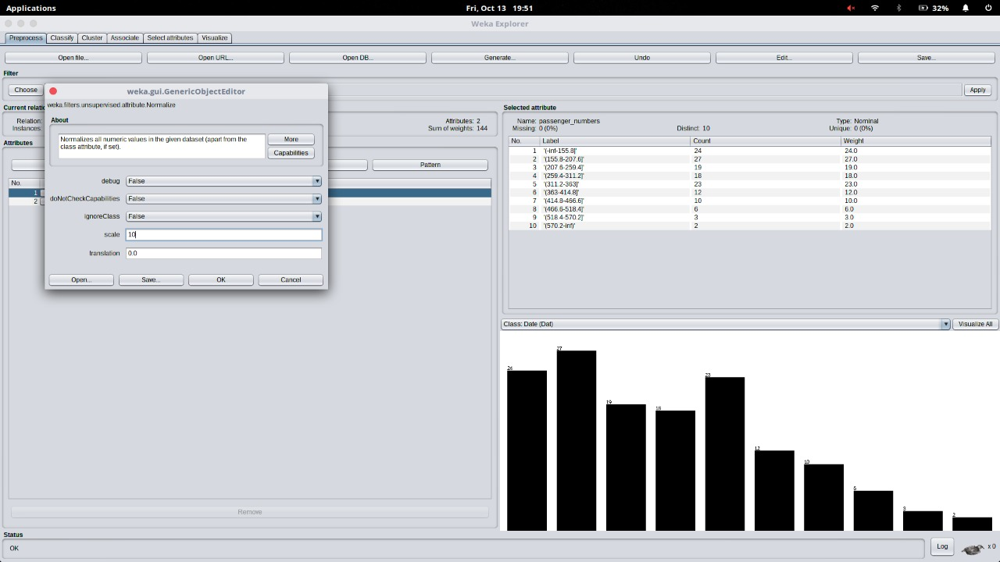 Applications
Fri, Oct 13 19:51
32%
Weka Explorer
Preprocess Classify Cluster Associate Select attributes Visualize
Open file... Open URL... Open DB... Generate... Undo Edit... Save...
Filter
Choose
Apply
weka.gui.GenericObjectEditor
weka.filters.unsupervised.attribute.Normalize
About
Normalizes all numeric values in the given dataset (apart from the
class attribute, if set).
More
Capabilities
debug False
doNotCheckCapabilities False
ignoreClass False
scale 10
translation 0.0
Open... Save... OK Cancel
Current relati
Relation:
Instances:
Attributes: 2
Sum of weights: 144
Attributes
Pattern
No.
1
2
Remove
Selected attribute
Name: passenger_numbers Type: Nominal
Missing: 0 (0%) Distinct: 10 Unique: 0 (0%)
No. Label Count Weight
1 '(-inf-155.8]' 24 24.0
2 '(155.8-207.6]' 27 27.0
3 '(207.6-259.4]' 19 19.0
4 '(259.4-311.2]' 18 18.0
5 '(311.2-363]' 23 23.0
6 '(363-414.8]' 12 12.0
7 '(414.8-466.6]' 10 10.0
8 '(466.6-518.4]' 6 6.0
9 '(518.4-570.2]' 3 3.0
10 '(570.2-inf)' 2 2.0
Class: Date (Dat)
Visualize All
24 27 19 18 23 12 10 6 3 2
Status
OK
Log
x 0